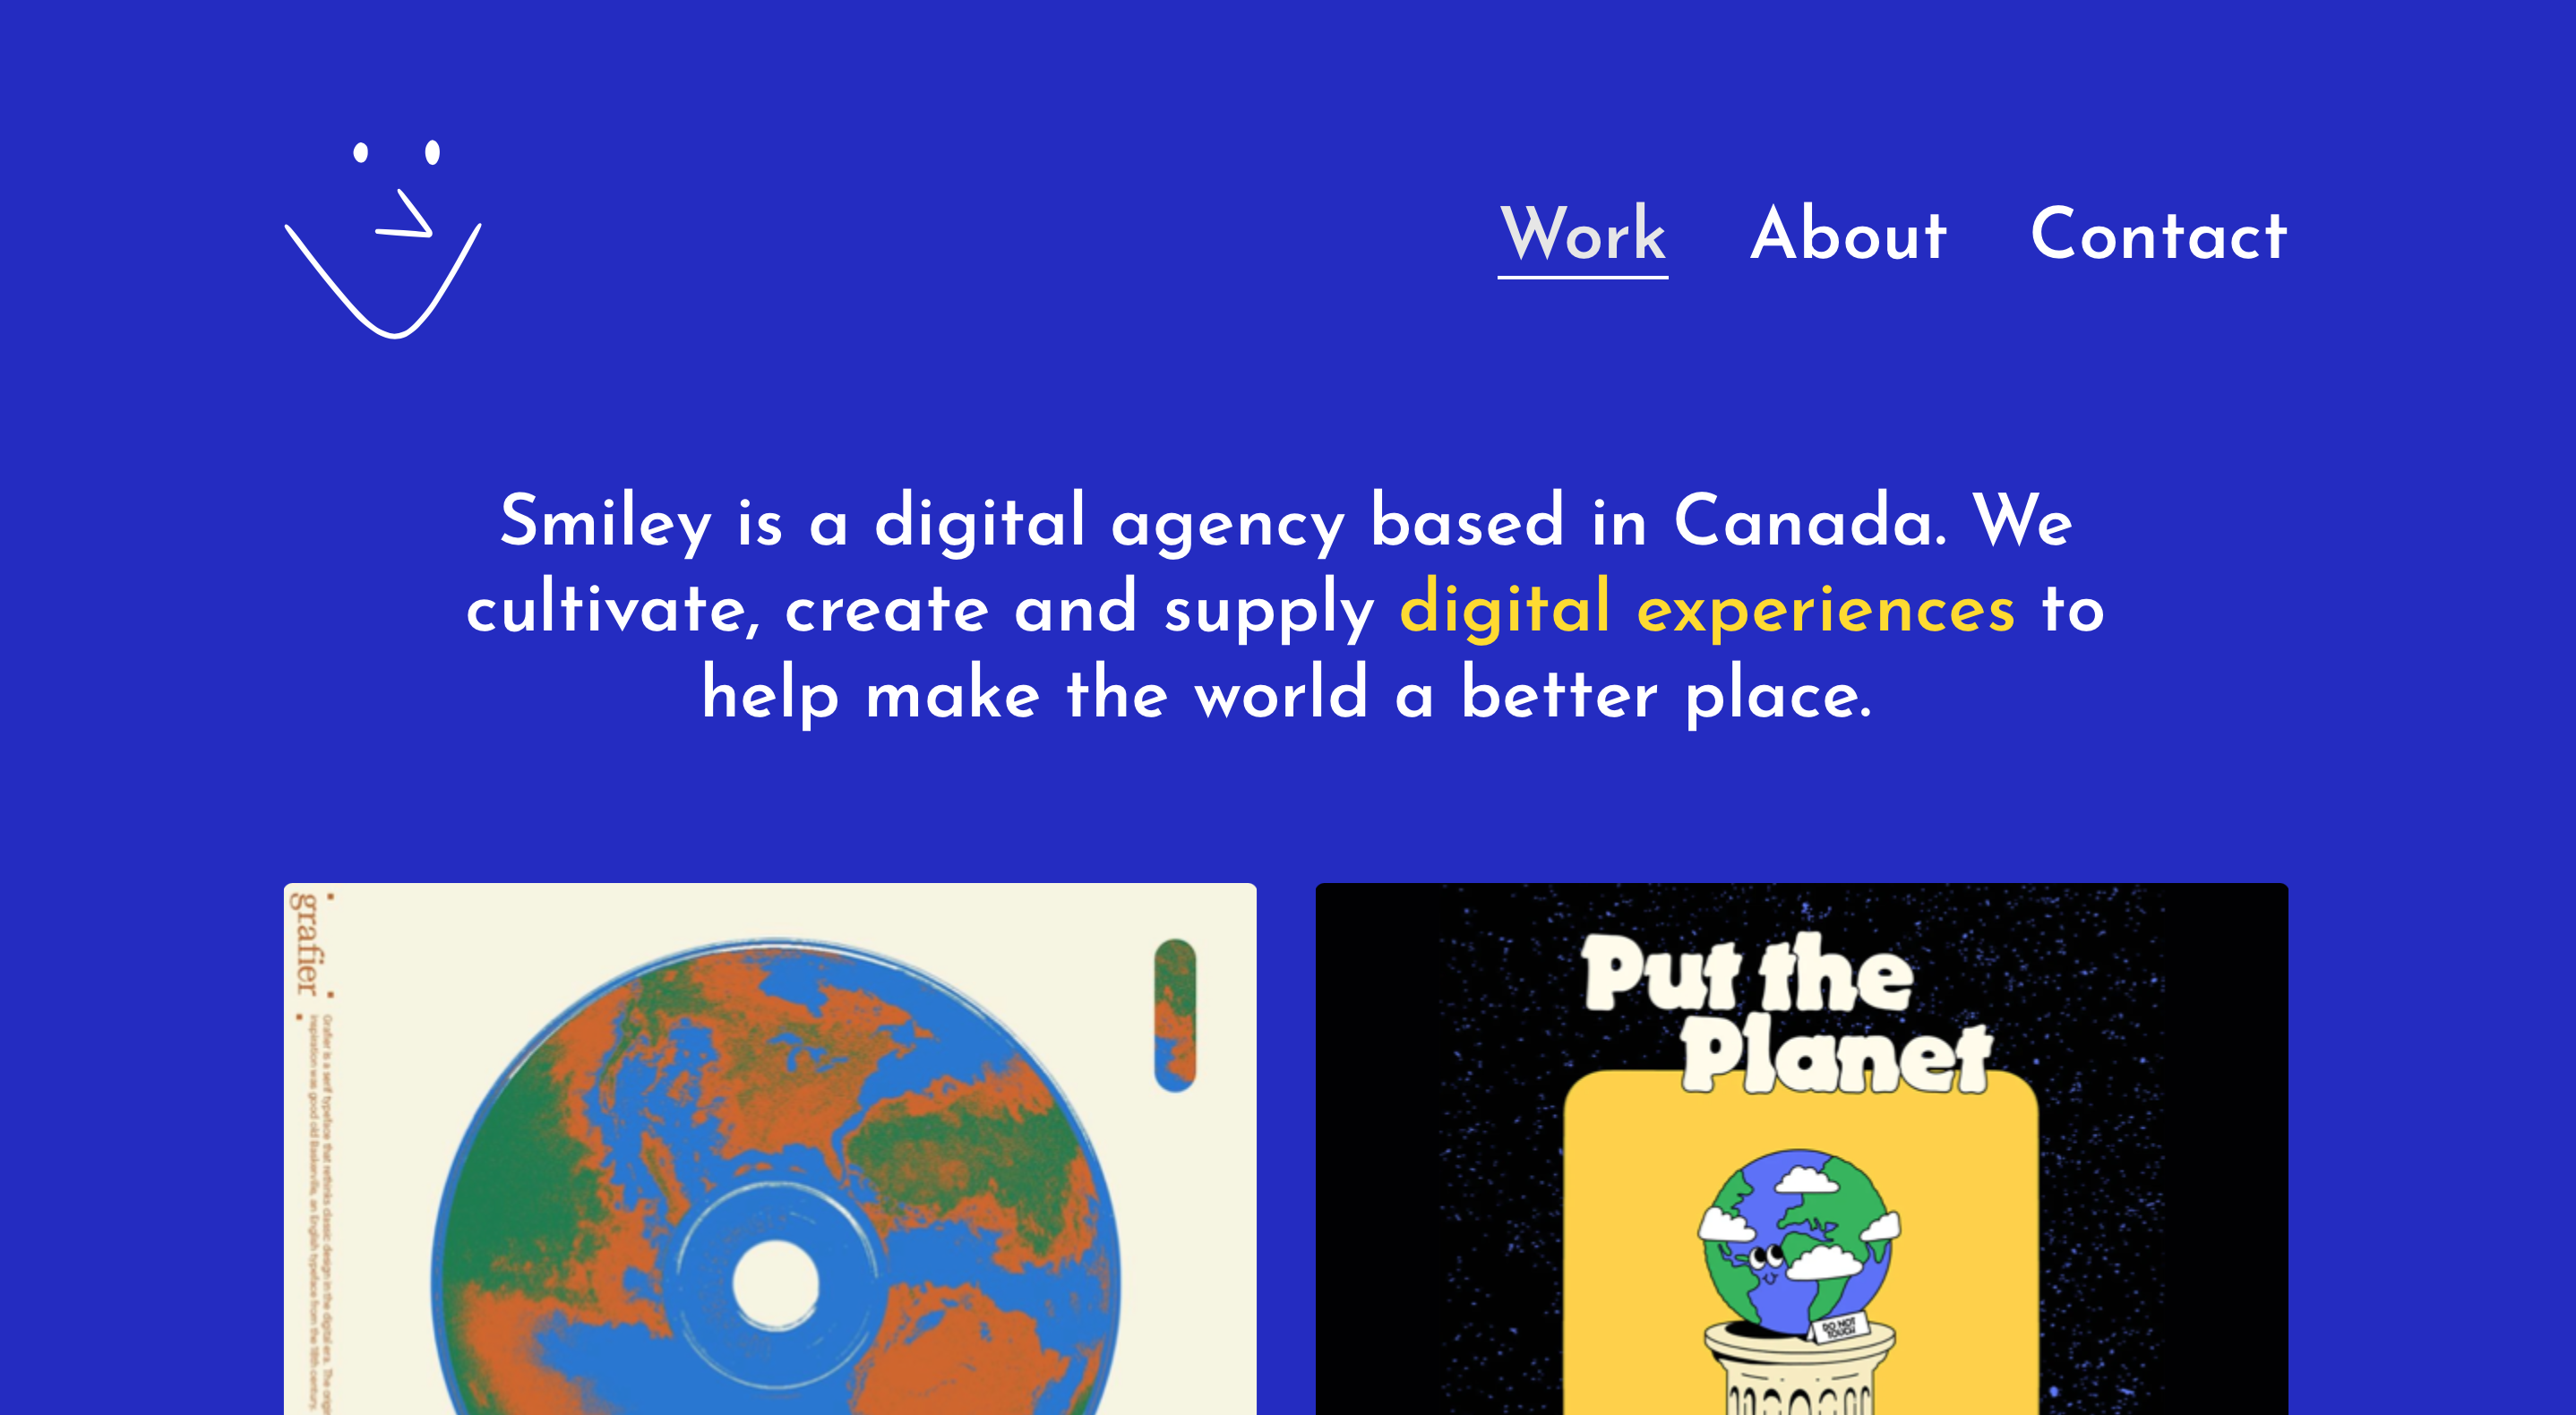 Work About Contact
Smiley is a digital agency based in Canada. We
cultivate, create and supply digital experiences to
help make the world a better place.
grafier
Grafier is a serif typeface that rethinks classic design in the digital era. The
inspiration was good old Baskerville, an English typeface from the 18th century.
Put the
Planet
DO NOT
TOUCH